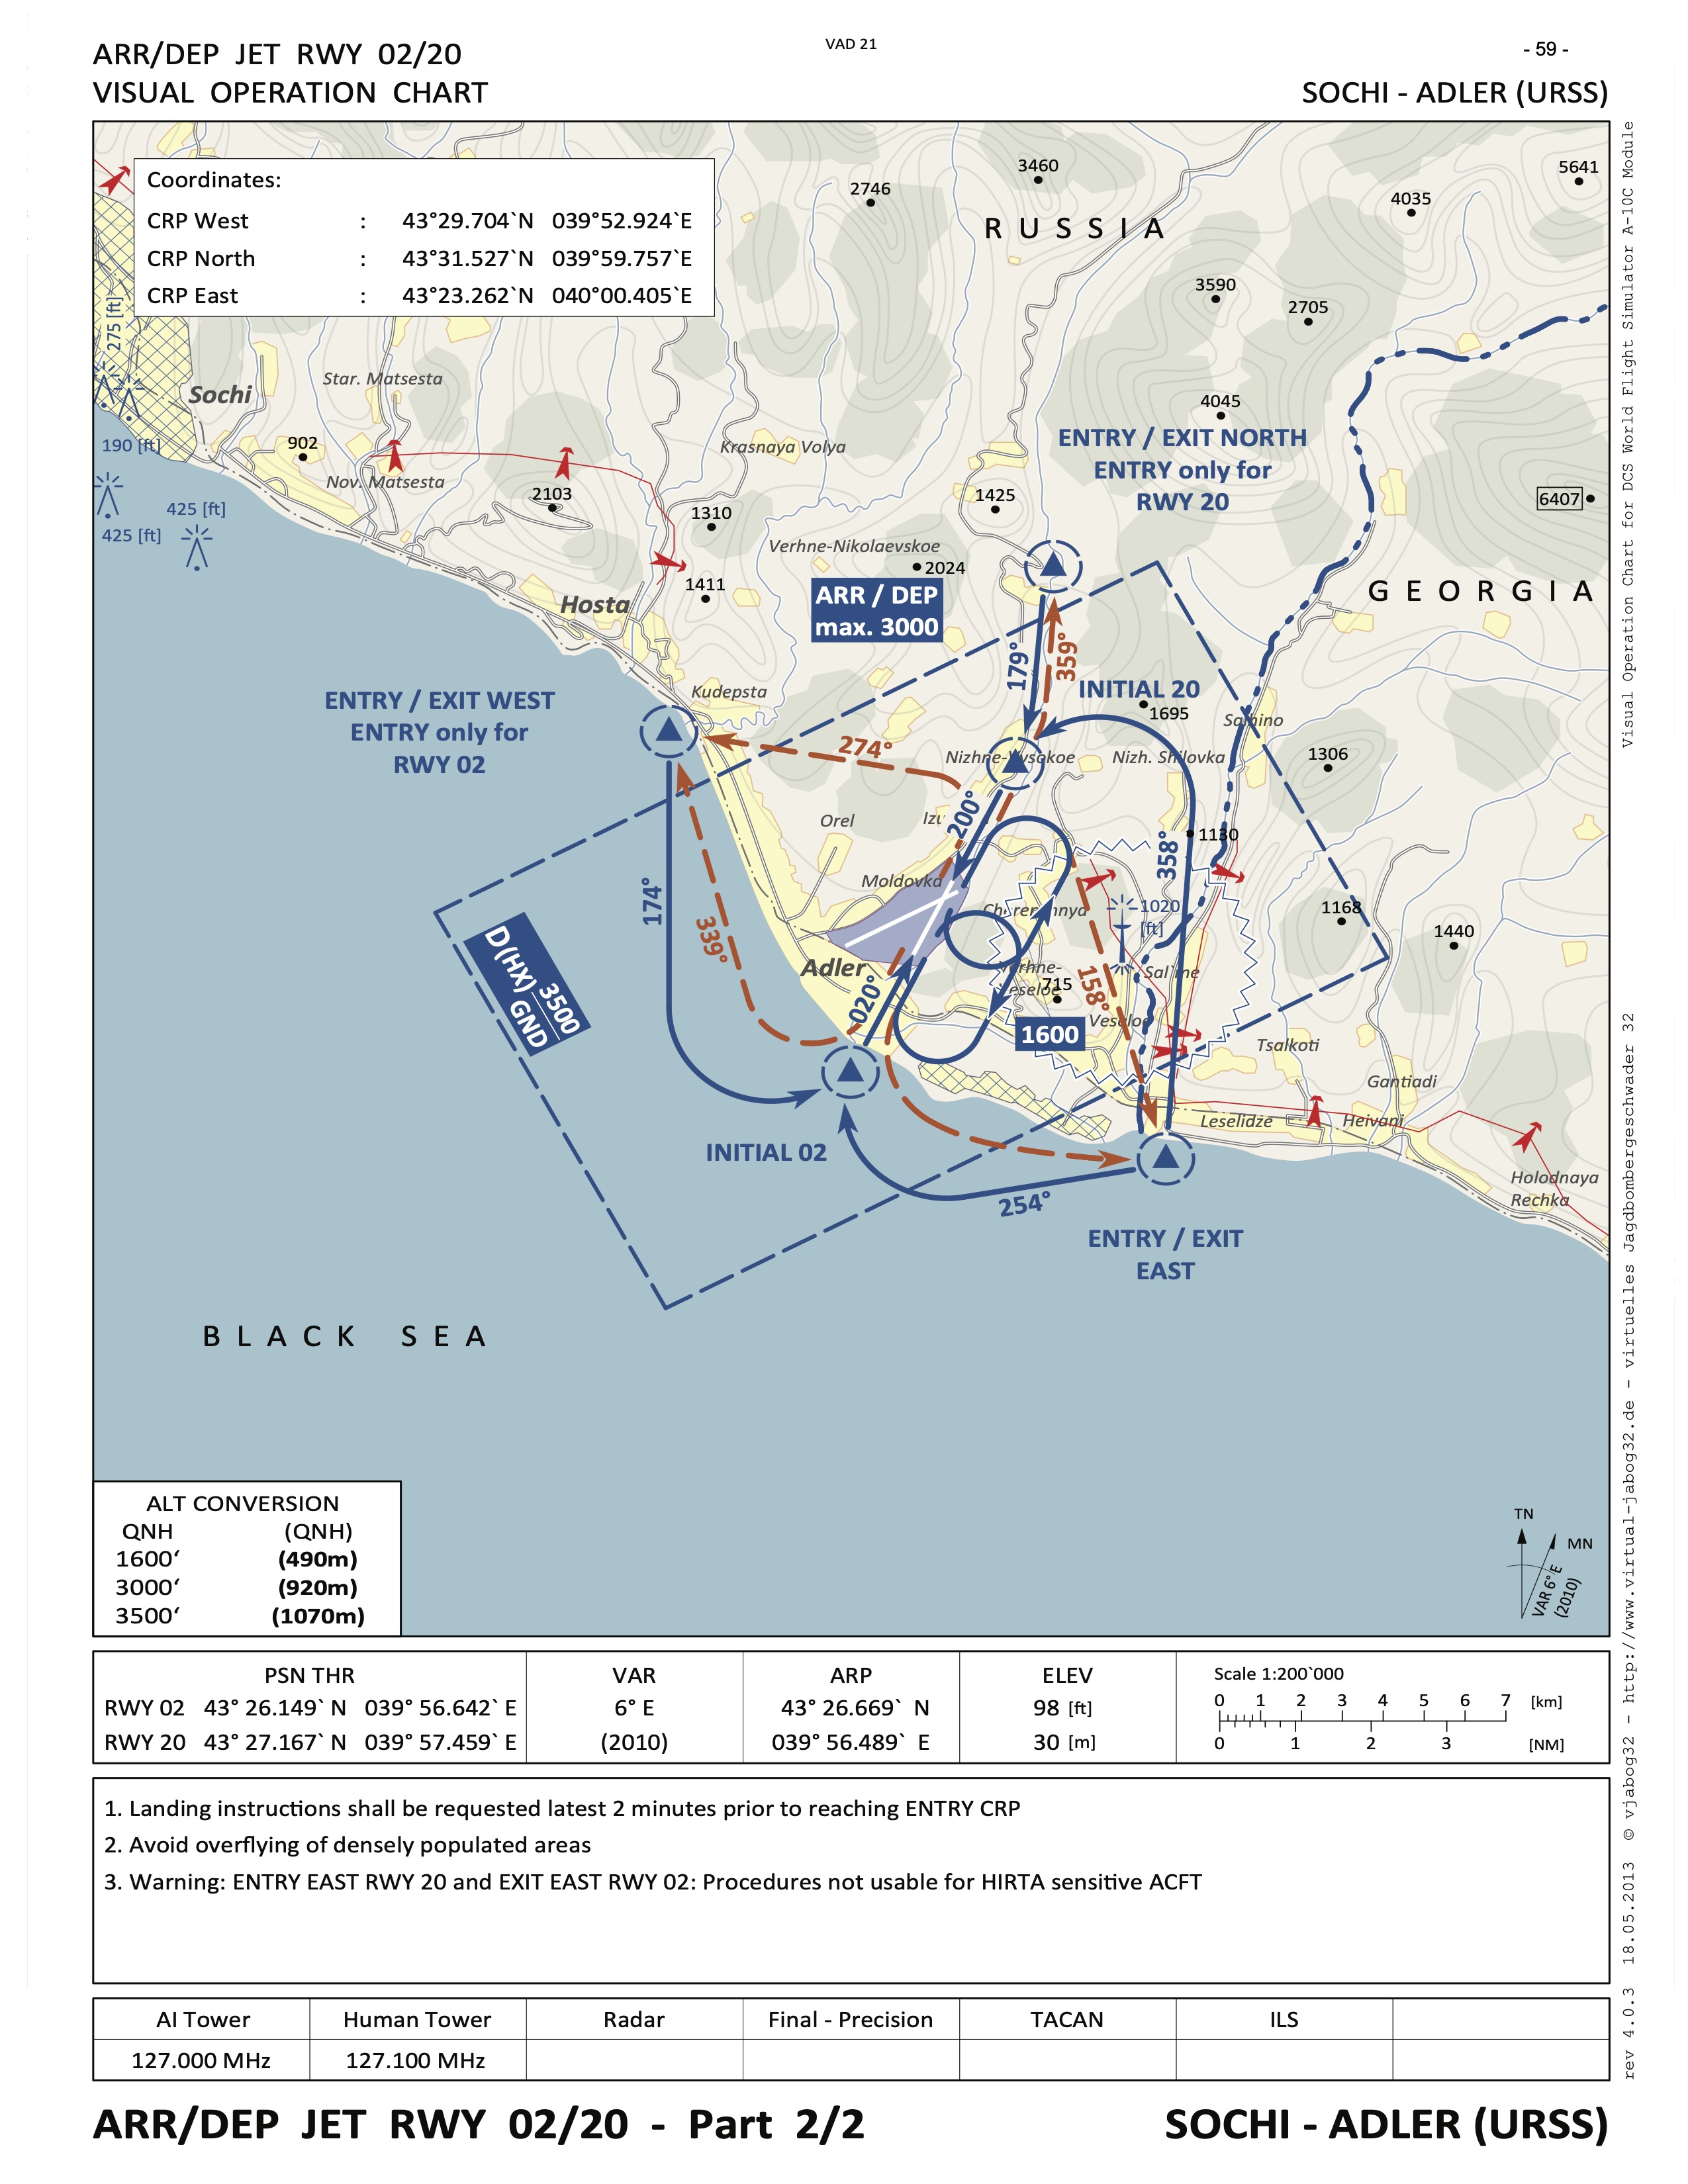 ARR/DEP JET RWY 02/20
VAD 21
- 59 -
VISUAL OPERATION CHART
SOCHI - ADLER (URSS)
Coordinates:
CRP West : 43°29.704`N 039°52.924`E
CRP North : 43°31.527`N 039°59.757`E
CRP East : 43°23.262`N 040°00.405`E
3460
2746
5641
4035
RUSSIA
3590
2705
275 [ft]
Star. Matsesta
Sochi
4045
190 [ft]
902
Krasnaya Volya
ENTRY / EXIT NORTH
ENTRY only for
RWY 20
Nov. Matsesta
2103
1425
6407
425 [ft]
1310
425 [ft]
Verhne-Nikolaevskoe
2024
1411
ARR / DEP
max. 3000
GEORGIA
Hosta
179°
359°
ENTRY / EXIT WEST
ENTRY only for
RWY 02
Kudepsta
INITIAL 20
1695
274°
Nizh. Shilovka
1306
Orel
200°
1130
358°
Moldovka
174°
1020
[ft]
1168
339°
1440
Adler
715
158°
Sal`me
D(HX) 3500
GND
020°
1600
Veseloe
Tsalkoti
Gantiadi
Leselidze
Heivani
INITIAL 02
254°
Holodnaya
Rechka
ENTRY / EXIT
EAST
BLACK SEA
ALT CONVERSION
QNH (QNH)
1600‘ (490m)
3000‘ (920m)
3500‘ (1070m)
TN
MN
VAR 6° E
(2010)
PSN THR VAR ARP ELEV
Scale 1:200`000
0 1 2 3 4 5 6 7 [km]
RWY 02 43° 26.149` N 039° 56.642` E 6° E 43° 26.669` N 98 [ft]
RWY 20 43° 27.167` N 039° 57.459` E (2010) 039° 56.489` E 30 [m]
0 1 2 3 [NM]
1. Landing instructions shall be requested latest 2 minutes prior to reaching ENTRY CRP
2. Avoid overflying of densely populated areas
3. Warning: ENTRY EAST RWY 20 and EXIT EAST RWY 02: Procedures not usable for HIRTA sensitive ACFT
AI Tower Human Tower Radar Final - Precision TACAN ILS
127.000 MHz 127.100 MHz
ARR/DEP JET RWY 02/20 - Part 2/2
SOCHI - ADLER (URSS)
rev 4.0.3 18.05.2013 © vjabog32 - http://www.virtual-jabog32.de - virtuelles Jagdbombergeschwader 32
Visual Operation Chart for DCS World Flight Simulator A-10C Module